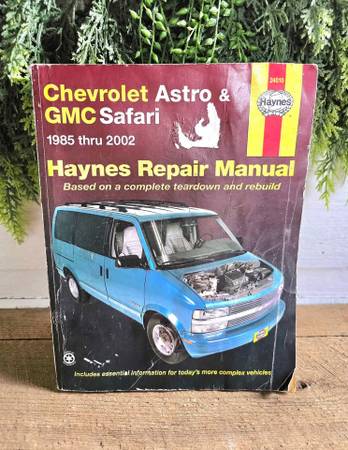 Chevrolet Astro &
GMC Safari
1985 thru 2002
24010
Haynes
Haynes Repair Manual
Based on a complete teardown and rebuild
Includes essential information for today's more complex vehicles